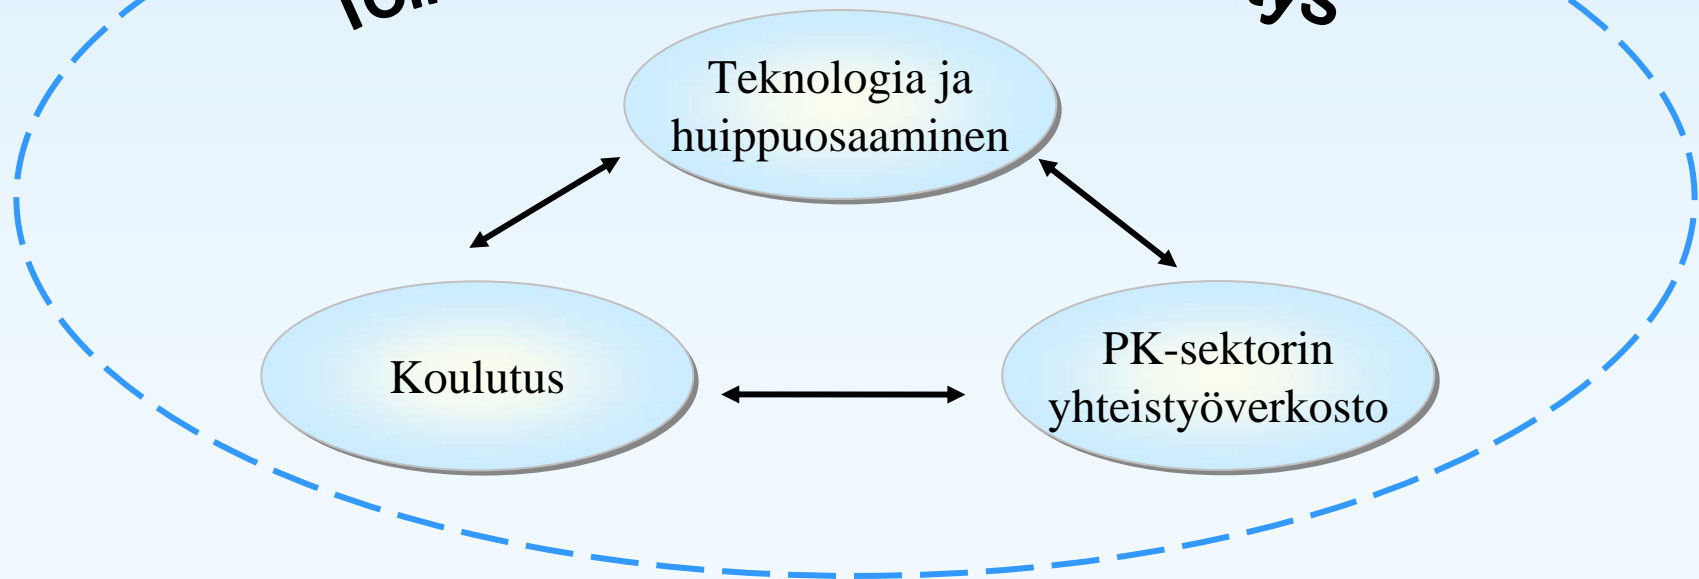 Teknologia ja
huippuosaaminen
Koulutus
PK-sektorin
yhteistyöverkosto